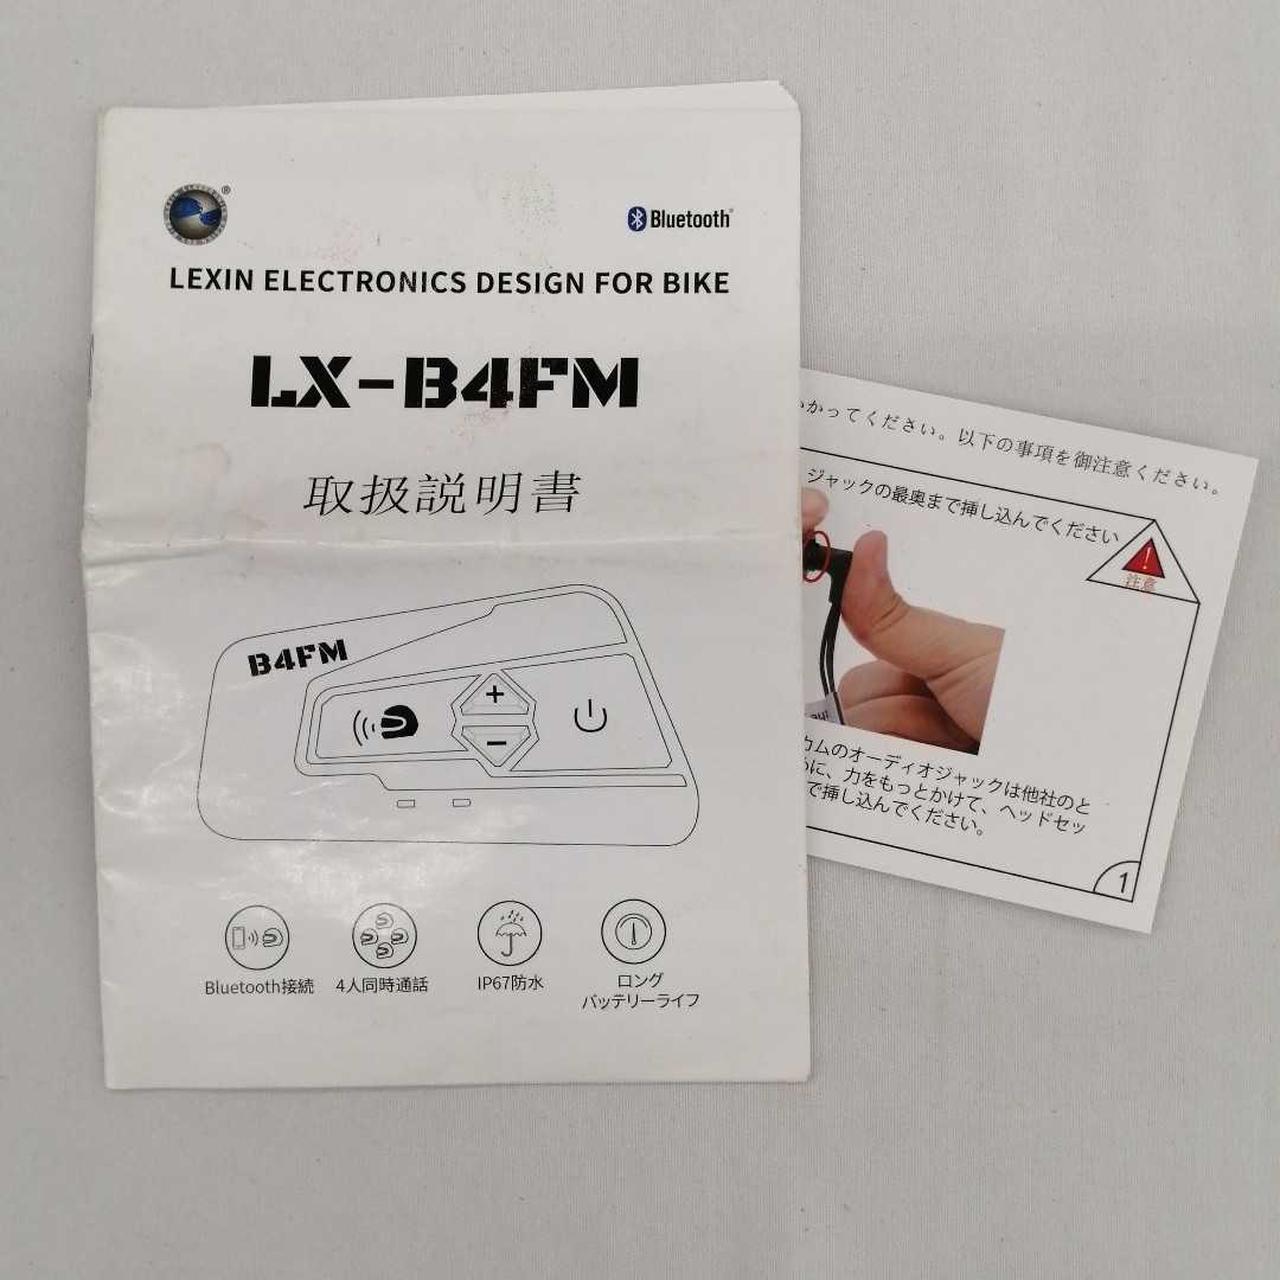 Bluetooth®
LEXIN ELECTRONICS DESIGN FOR BIKE
LX-B4FM
取扱説明書
B4FM
Bluetooth接続
4人同時通話
IP67防水
ロング
バッテリーライフ
かってください。以下の事項を御注意ください。
ジャックの最奥まで挿し込んでください
注意
カムのオーディオジャックは他社のと
に、力をもっとかけて、ヘッドセッ
で挿し込んでください。
1